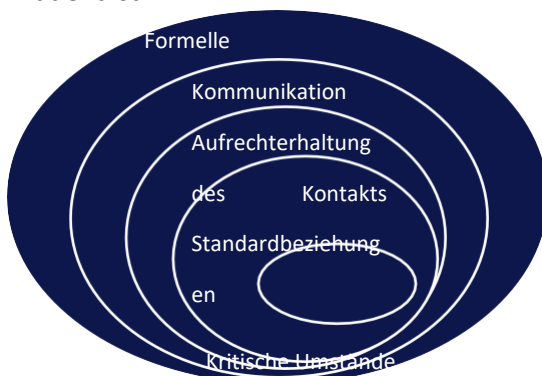 Formelle
Kommunikation
Aufrechterhaltung
des Kontakts
Standardbeziehung
en
Kritische Umstände